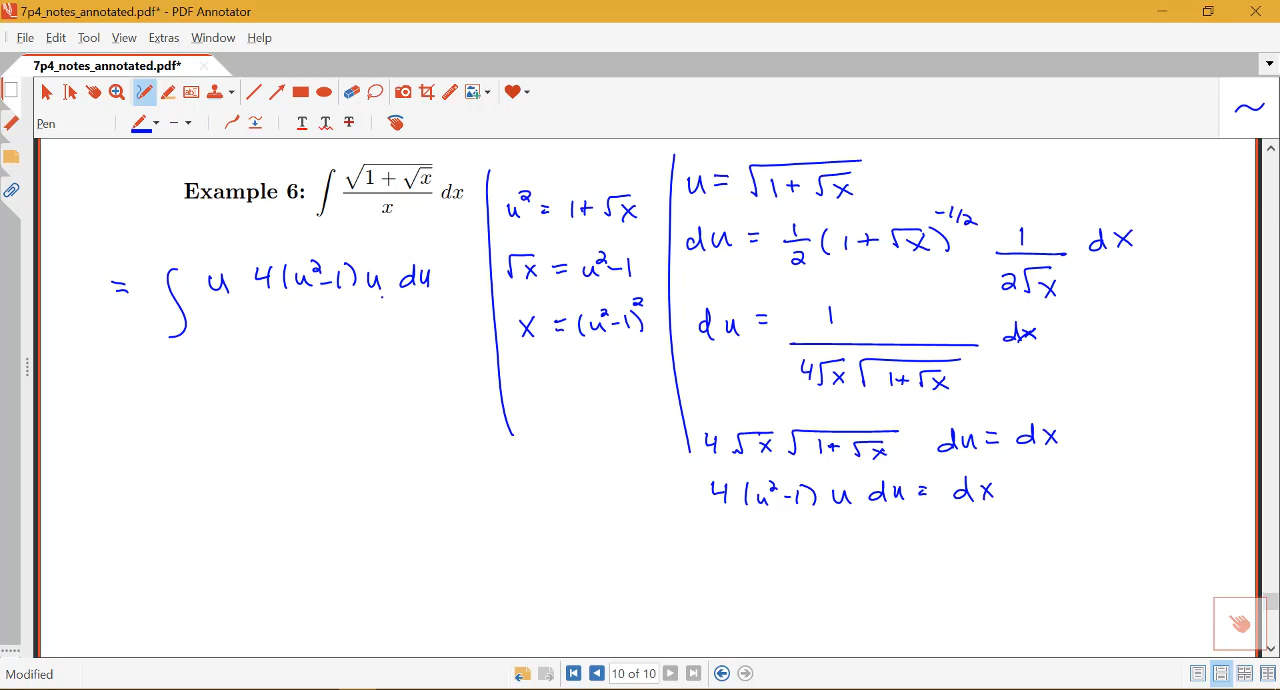 7p4_notes_annotated.pdf* - PDF Annotator
File Edit Tool View Extras Window Help
7p4_notes_annotated.pdf*
Pen
Example 6: ∫ √(1 + √x) / x dx
= ∫ u 4(u²-1) u du
u² = 1 + √x
√x = u²-1
x = (u²-1)²
u = √(1 + √x)
du = 1/2 (1 + √x)^(-1/2) 1/(2√x) dx
du = 1/(4√x √(1+√x)) dx
4 √x √(1+√x) du = dx
4 (u²-1) u du = dx
Modified
10 of 10